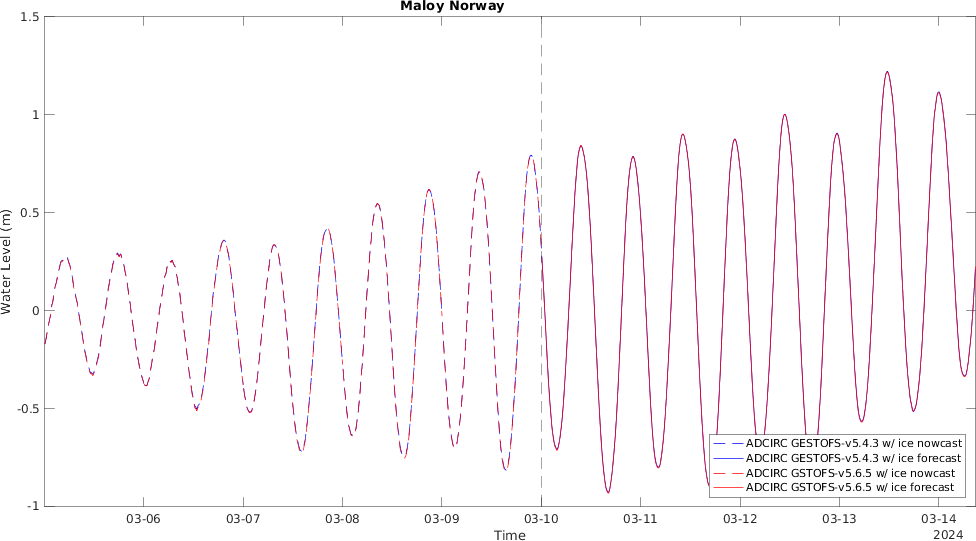 Maloy Norway
1.5
1
0.5
0
-0.5
-1
Water Level (m)
ADCIRC GESTOFS-v5.4.3 w/ ice nowcast
ADCIRC GESTOFS-v5.4.3 w/ ice forecast
ADCIRC GSTOFS-v5.6.5 w/ ice nowcast
ADCIRC GSTOFS-v5.6.5 w/ ice forecast
03-06 03-07 03-08 03-09 03-10 03-11 03-12 03-13 03-14
Time
2024